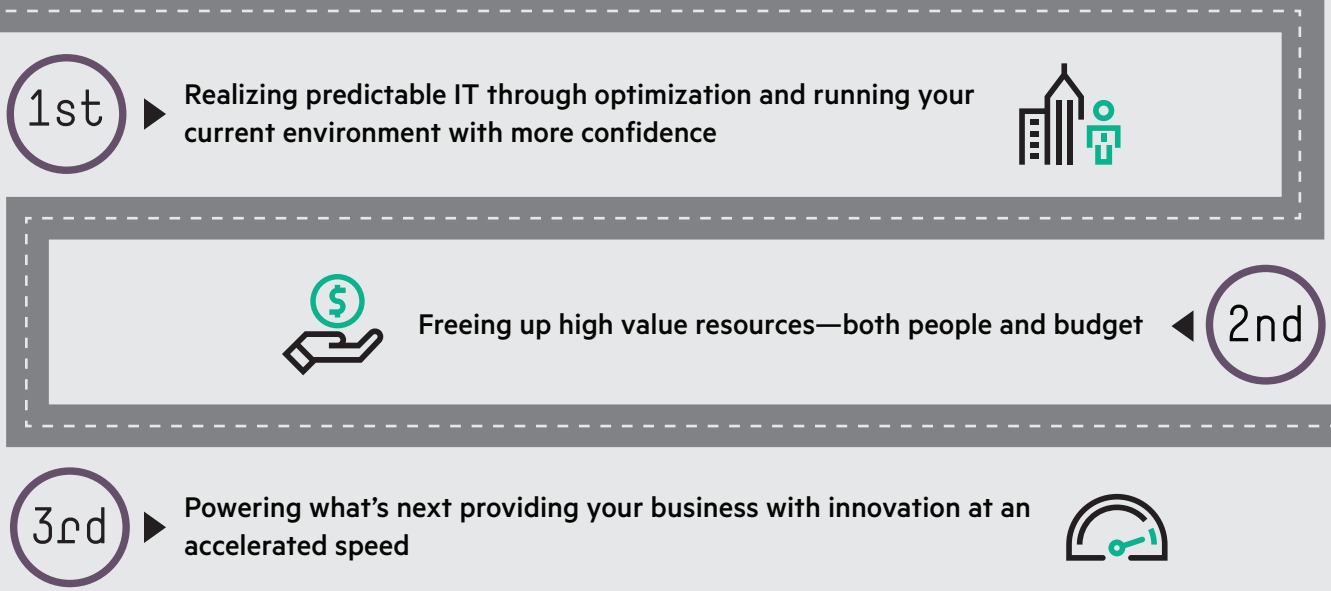 1st
Realizing predictable IT through optimization and running your
current environment with more confidence
$
Freeing up high value resources—both people and budget
2nd
3rd
Powering what’s next providing your business with innovation at an
accelerated speed